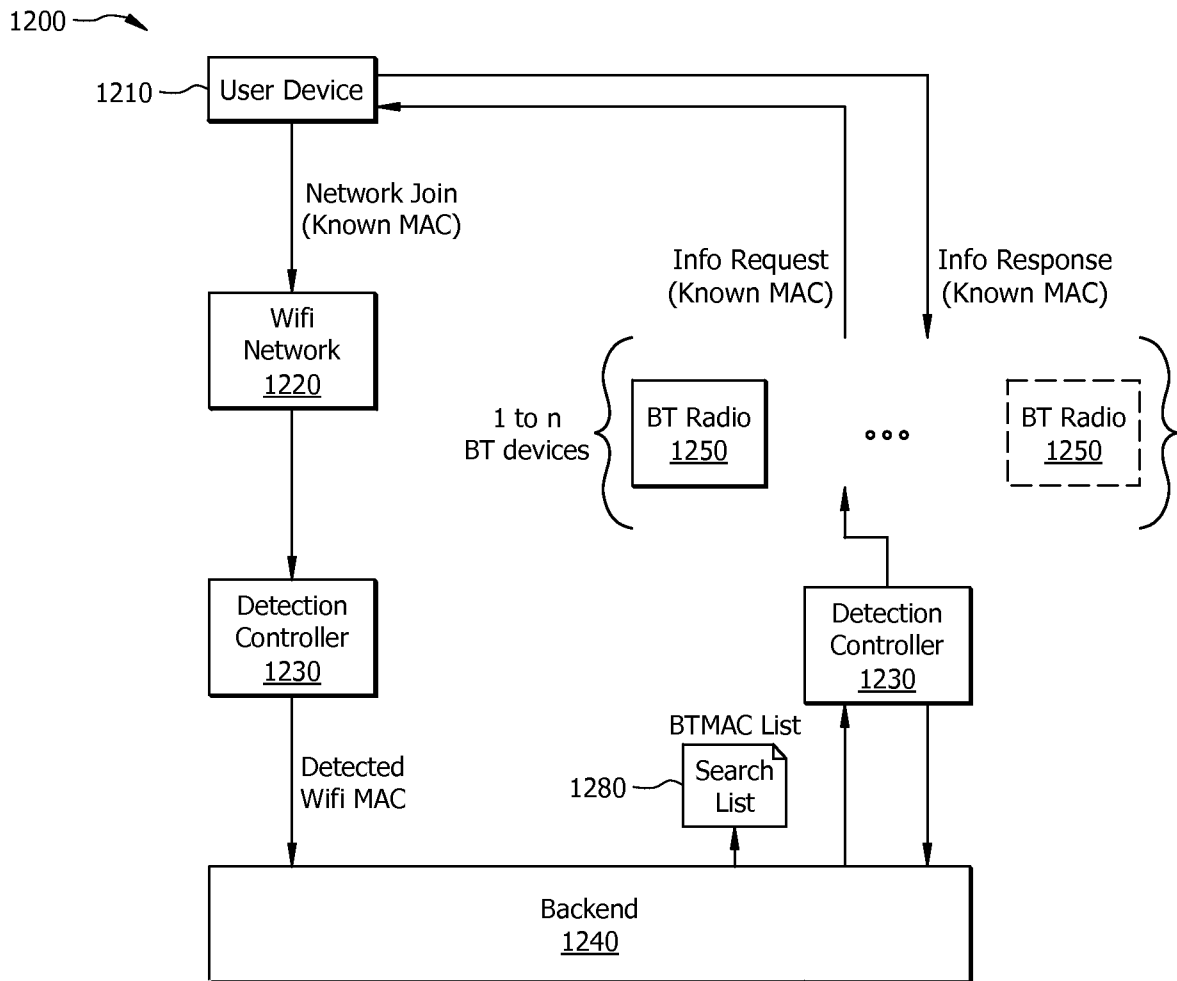 1200
1210
User Device
Network Join
(Known MAC)
Info Request
(Known MAC)
Info Response
(Known MAC)
Wifi
Network
1220
1 to n
BT devices
BT Radio
1250
BT Radio
1250
Detection
Controller
1230
Detection
Controller
1230
Detected
Wifi MAC
BTMAC List
1280
Search
List
Backend
1240